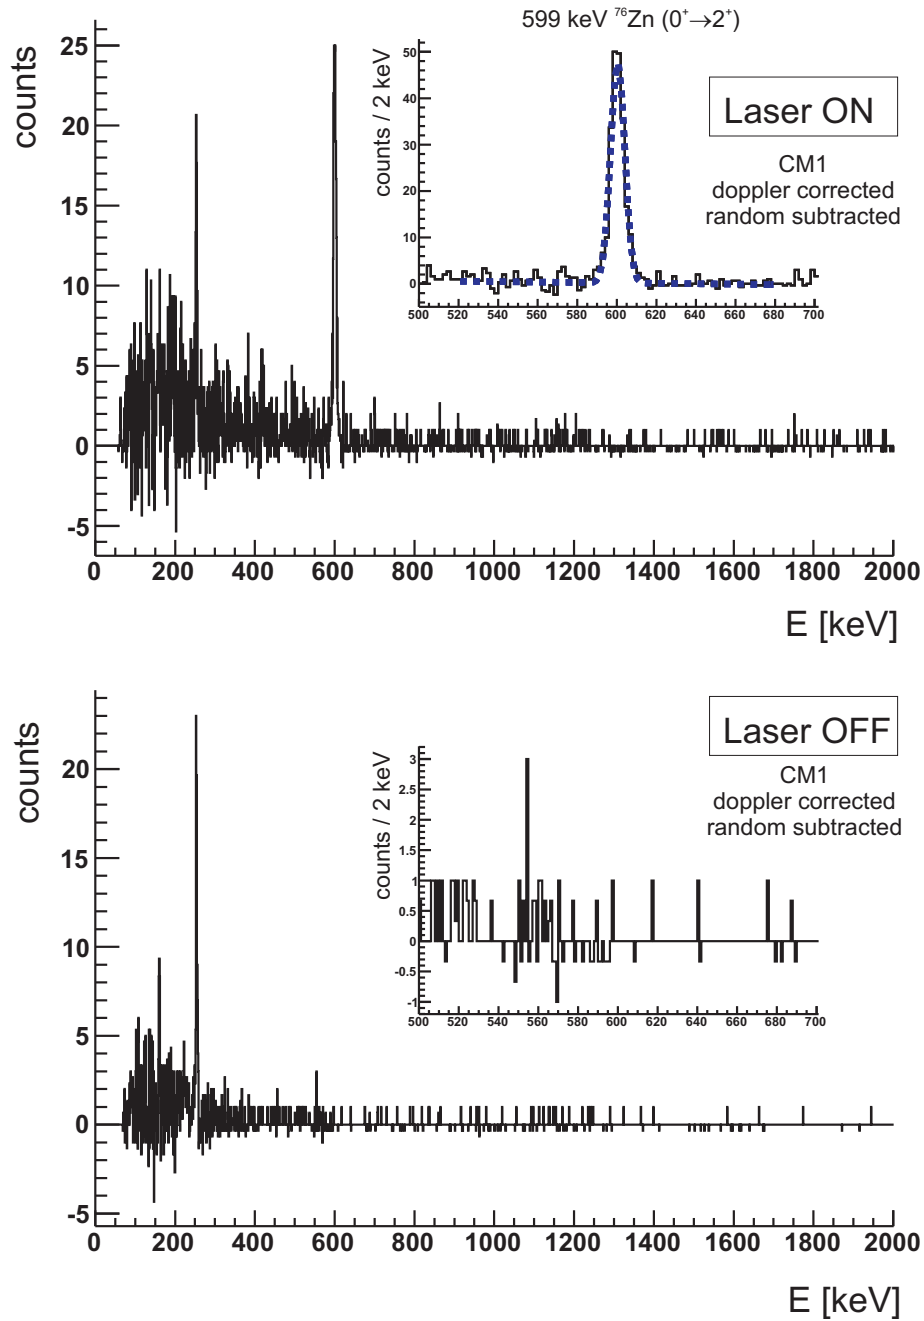 599 keV ⁷⁶Zn (0⁺→2⁺)
counts
25
20
15
10
5
0
-5
0 200 400 600 800 1000 1200 1400 1600 1800 2000
E [keV]
counts / 2 keV
50
40
30
20
10
0
500 520 540 560 580 600 620 640 660 680 700
Laser ON
CM1
doppler corrected
random subtracted
counts
20
15
10
5
0
-5
0 200 400 600 800 1000 1200 1400 1600 1800 2000
E [keV]
counts / 2 keV
3
2.5
2
1.5
1
0.5
0
-0.5
-1
500 520 540 560 580 600 620 640 660 680 700
Laser OFF
CM1
doppler corrected
random subtracted